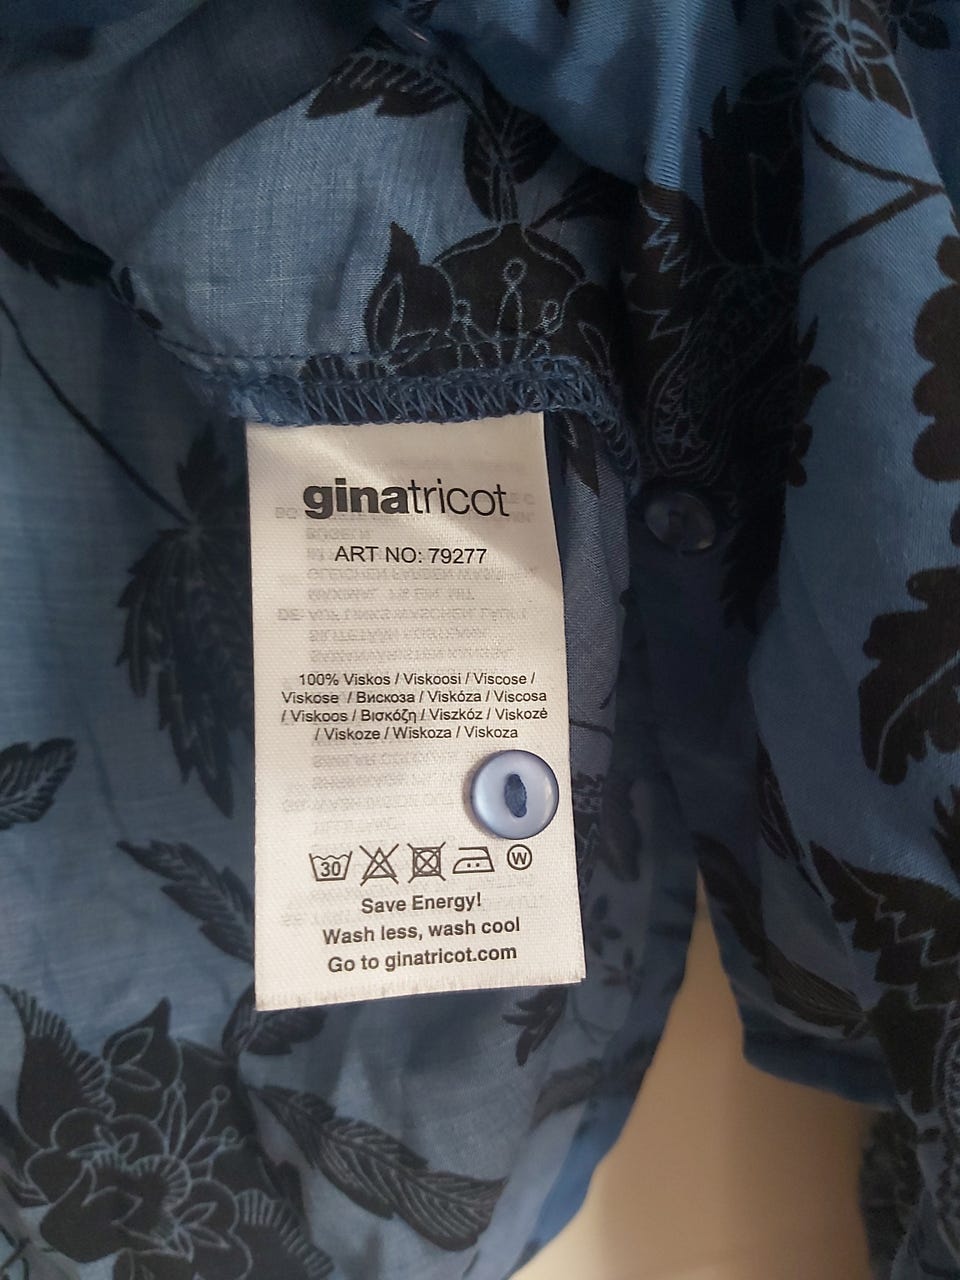 ginatricot
ART NO: 79277
100% Viskos / Viskoosi / Viscose /
Viskose / Вискоза / Viskóza / Viscosa
/ Viskoos / Βισκόζη / Viszkóz / Viskozė
/ Viskoze / Wiskoza / Viskoza
30
W
Save Energy!
Wash less, wash cool
Go to ginatricot.com